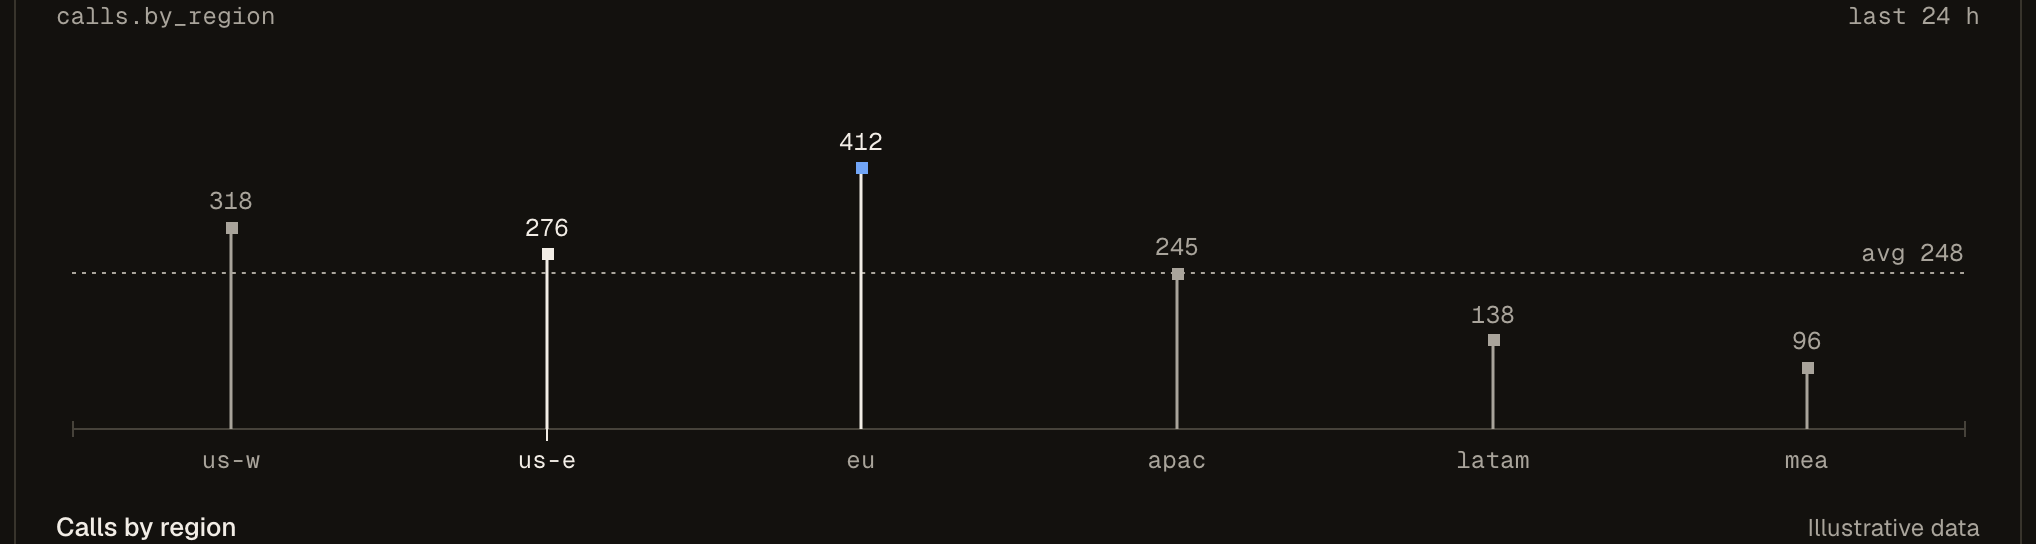 calls.by_region
last 24 h
412
318
276
245
avg 248
138
96
us-w
us-e
eu
apac
latam
mea
Calls by region
Illustrative data